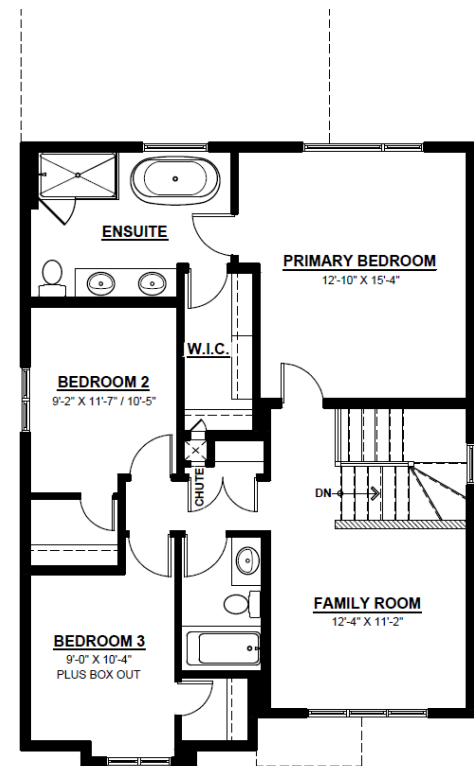 ENSUITE
PRIMARY BEDROOM
12'-10" X 15'-4"
W.I.C.
BEDROOM 2
9'-2" X 11'-7" / 10'-5"
CHUTE
DN
FAMILY ROOM
12'-4" X 11'-2"
BEDROOM 3
9'-0" X 10'-4"
PLUS BOX OUT